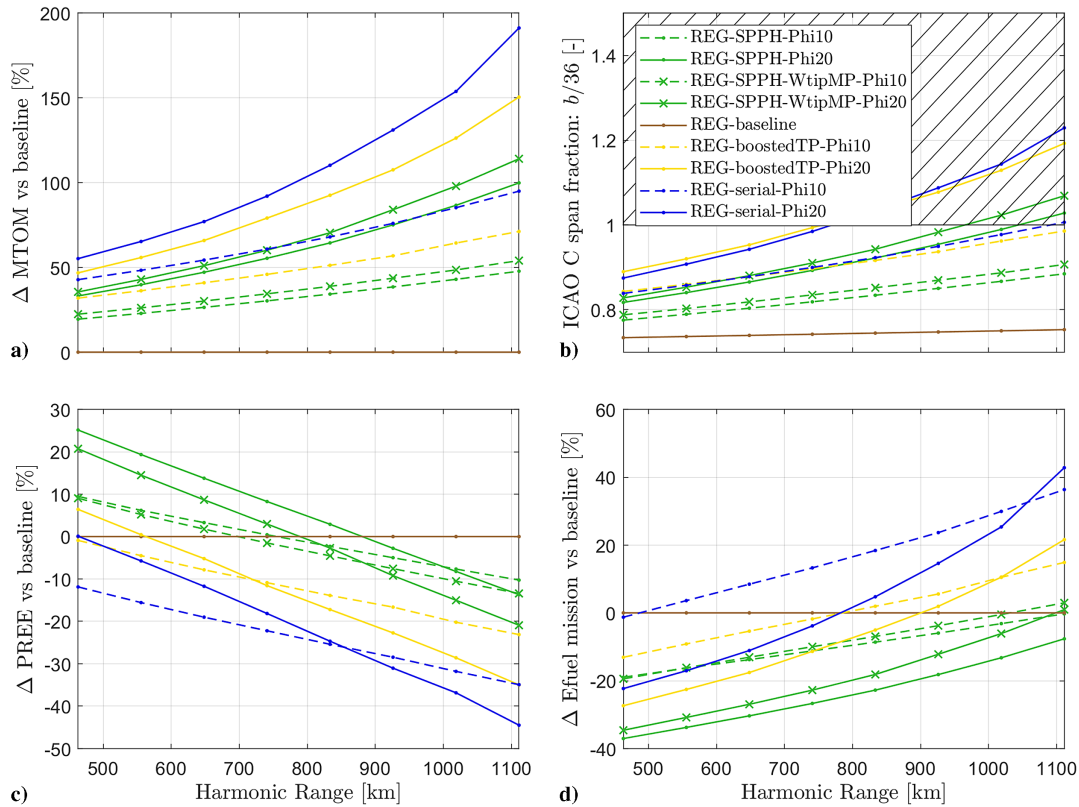 200
150
100
50
0
Δ MTOM vs baseline [%]
a)
1.4
1.2
1
0.8
ICAO C span fraction: b/36 [-]
b)
REG-SPPH-Phi10
REG-SPPH-Phi20
REG-SPPH-WtipMP-Phi10
REG-SPPH-WtipMP-Phi20
REG-baseline
REG-boostedTP-Phi10
REG-boostedTP-Phi20
REG-serial-Phi10
REG-serial-Phi20
30
20
10
0
-10
-20
-30
-40
-50
Δ PREE vs baseline [%]
500 600 700 800 900 1000 1100
Harmonic Range [km]
c)
60
40
20
0
-20
-40
Δ Efuel mission vs baseline [%]
500 600 700 800 900 1000 1100
Harmonic Range [km]
d)